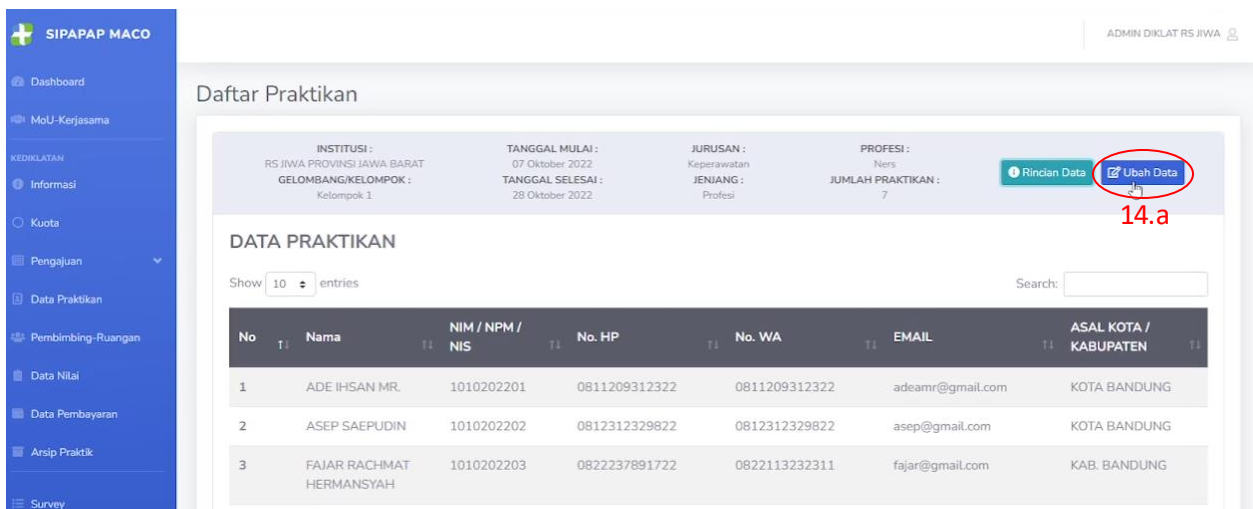 SIPAPAP MACO
ADMIN DIKLAT RS JIWA
Dashboard
MoU-Kerjasama
KEDIKLATAN
Informasi
Kuota
Pengajuan
Data Praktikan
Pembimbing-Ruangan
Data Nilai
Data Pembayaran
Arsip Praktik
Survey
Daftar Praktikan
INSTITUSI : TANGGAL MULAI : JURUSAN : PROFESI :
RS JIWA PROVINSI JAWA BARAT 07 Oktober 2022 Keperawatan Ners
GELOMBANG/KELOMPOK : TANGGAL SELESAI : JENJANG : JUMLAH PRAKTIKAN :
Kelompok 1 28 Oktober 2022 Profesi 7
Rincian Data Ubah Data
14.a
DATA PRAKTIKAN
Show 10 entries Search:
No Nama NIM / NPM / NIS No. HP No. WA EMAIL ASAL KOTA / KABUPATEN
1 ADE IHSAN MR. 1010202201 0811209312322 0811209312322 adeamr@gmail.com KOTA BANDUNG
2 ASEP SAEPUDIN 1010202202 0812312329822 0812312329822 asep@gmail.com KOTA BANDUNG
3 FAJAR RACHMAT 1010202203 0822237891722 0822113232311 fajar@gmail.com KAB. BANDUNG
HERMANSYAH